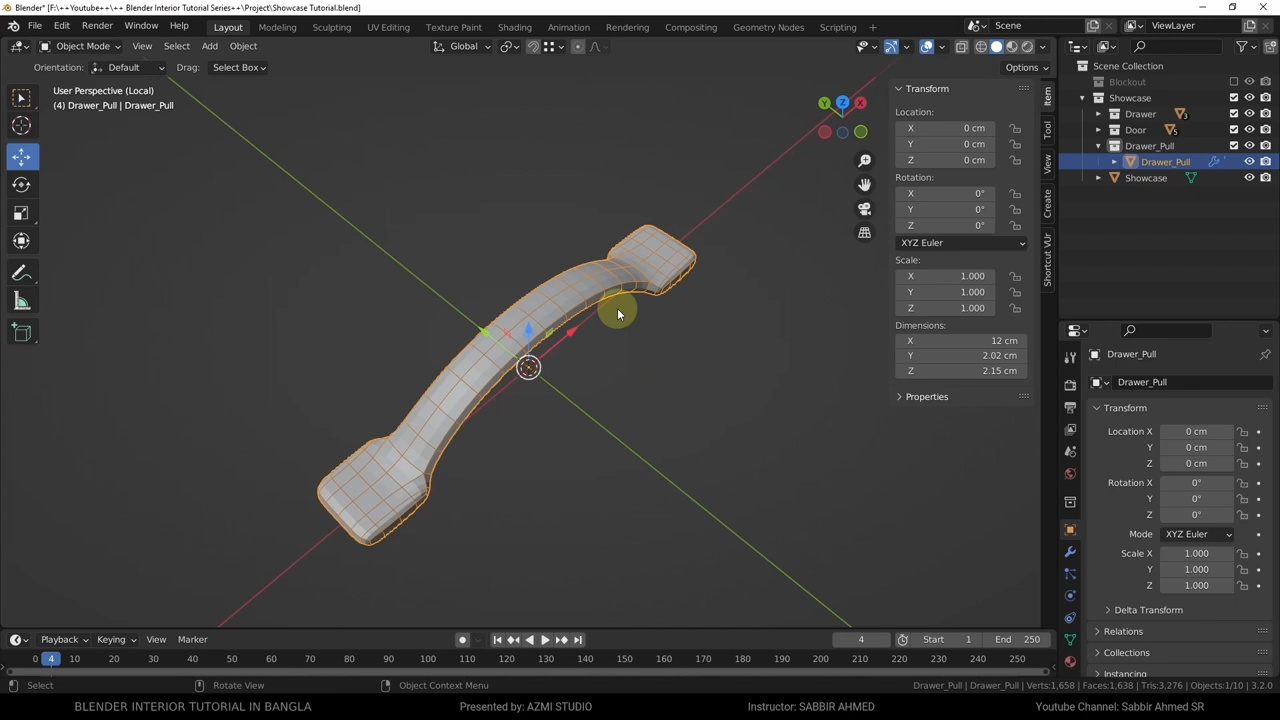 Blender* [F:\++Youtube++\++ Blender Interior Tutorial Series++\Project\Showcase Tutorial.blend]
File Edit Render Window Help Layout Modeling Sculpting UV Editing Texture Paint Shading Animation Rendering Compositing Geometry Nodes Scripting Scene ViewLayer
Object Mode View Select Add Object Global
Orientation: Default Drag: Select Box Options
User Perspective (Local)
(4) Drawer_Pull | Drawer_Pull
Y Z X
Transform
Location:
X 0 cm
Y 0 cm
Z 0 cm
Rotation:
X 0°
Y 0°
Z 0°
XYZ Euler
Scale:
X 1.000
Y 1.000
Z 1.000
Dimensions:
X 12 cm
Y 2.02 cm
Z 2.15 cm
Properties
Item
Tool
View
Create
Shortcut VUr
Scene Collection
Blockout
Showcase
Drawer 3
Door 5
Drawer_Pull
Drawer_Pull
Showcase
Drawer_Pull
Drawer_Pull
Transform
Location X 0 cm
Y 0 cm
Z 0 cm
Rotation X 0°
Y 0°
Z 0°
Mode XYZ Euler
Scale X 1.000
Y 1.000
Z 1.000
Delta Transform
Relations
Collections
Instancing
Playback Keying View Marker 4 Start 1 End 250
0 4 10 20 30 40 50 60 70 80 90 100 110 120 130 140 150 160 170 180 190 200 210 220 230 240 250
Select Rotate View Object Context Menu Drawer_Pull | Drawer_Pull | Verts:1,658 | Faces:1,638 | Tris:3,276 | Objects:1/10 | 3.2.0
BLENDER INTERIOR TUTORIAL IN BANGLA Presented by: AZMI STUDIO Instructor: SABBIR AHMED Youtube Channel: Sabbir Ahmed SR